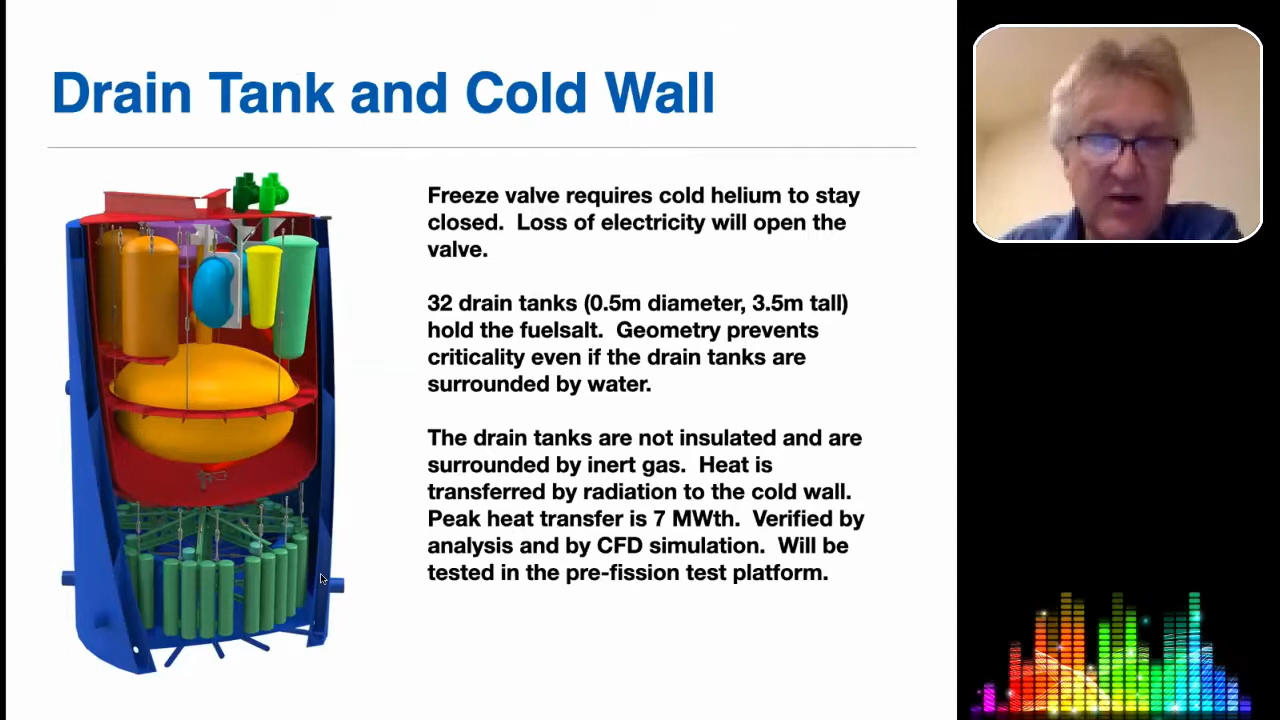 Drain Tank and Cold Wall
Freeze valve requires cold helium to stay
closed.  Loss of electricity will open the
valve.
32 drain tanks (0.5m diameter, 3.5m tall)
hold the fuelsalt.  Geometry prevents
criticality even if the drain tanks are
surrounded by water.
The drain tanks are not insulated and are
surrounded by inert gas.  Heat is
transferred by radiation to the cold wall.
Peak heat transfer is 7 MWth.  Verified by
analysis and by CFD simulation.  Will be
tested in the pre-fission test platform.